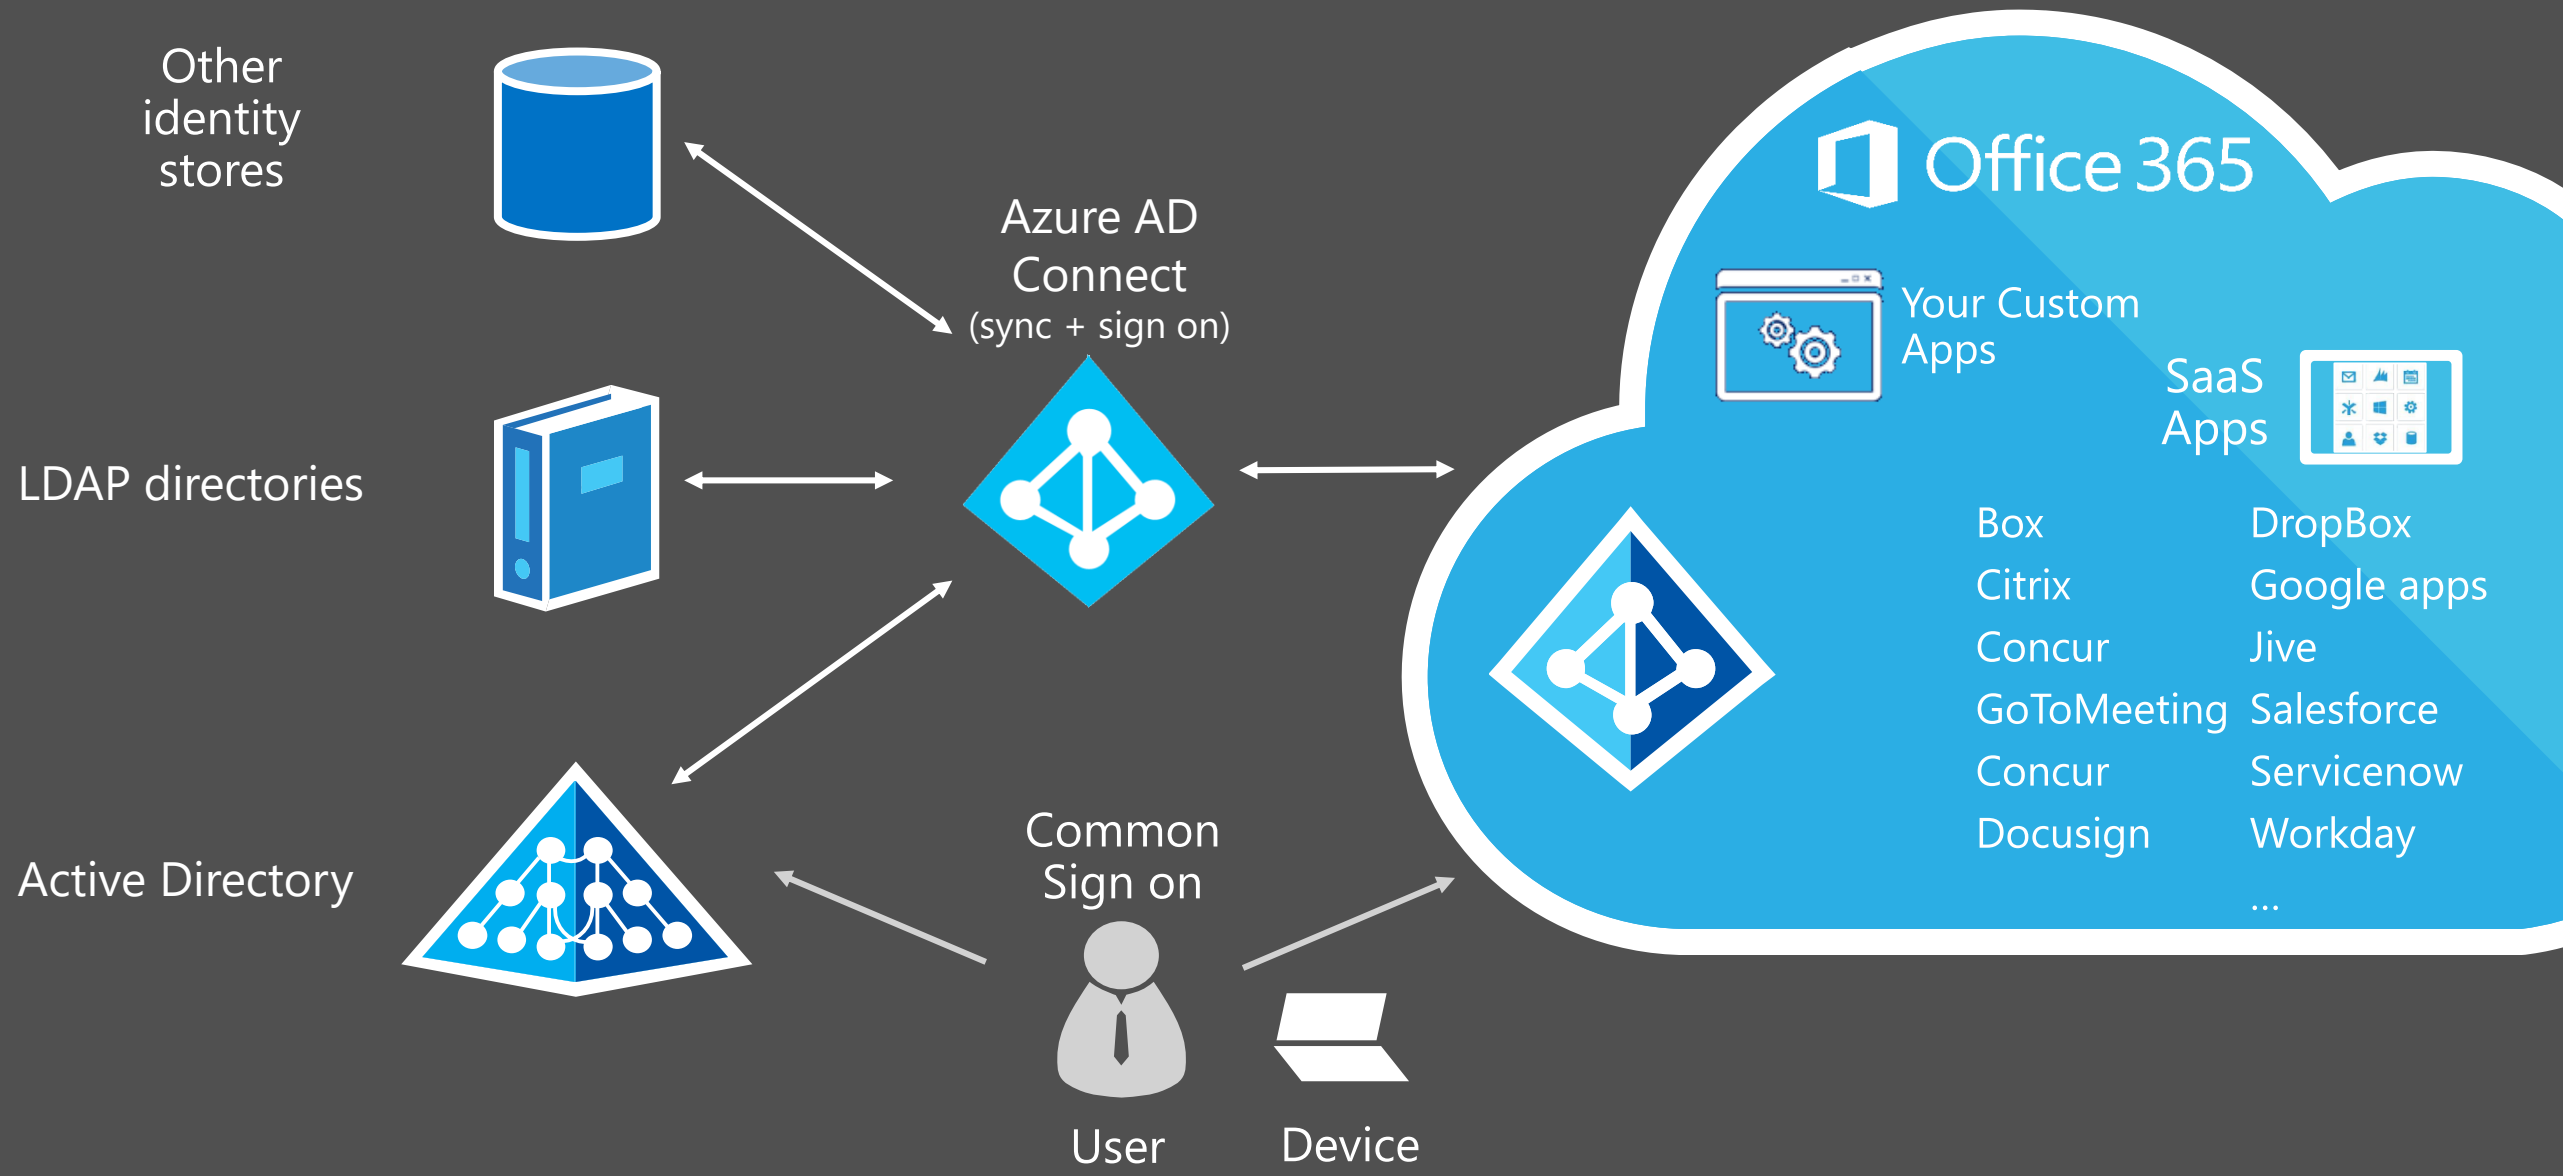 Other
identity
stores
Azure AD
Connect
(sync + sign on)
LDAP directories
Active Directory
Common
Sign on
User
Device
Office 365
Your Custom
Apps
SaaS
Apps
Box
DropBox
Citrix
Google apps
Concur
Jive
GoToMeeting
Salesforce
Concur
Servicenow
Docusign
Workday
...